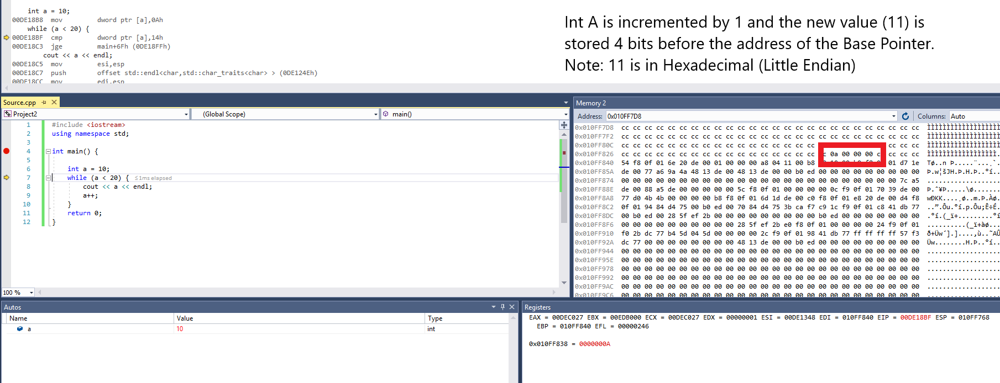 int a = 10;
00DE18B8 mov dword ptr [a],0Ah
while (a < 20) {
00DE18BF cmp dword ptr [a],14h
00DE18C3 jge main+6Fh (0DE18FFh)
cout << a << endl;
00DE18C5 mov esi,esp
00DE18C7 push offset std::endl<char,std::char_traits<char> > (0DE124Eh)
00DE18CC mov edi,esp
Int A is incremented by 1 and the new value (11) is
stored 4 bits before the address of the Base Pointer.
Note: 11 is in Hexadecimal (Little Endian)
Source.cpp
Project2 (Global Scope) main()
1 #include <iostream>
2 using namespace std;
3
4 int main() {
5
6 int a = 10;
7 while (a < 20) { ≤1ms elapsed
8 cout << a << endl;
9 a++;
10 }
11 return 0;
12 }
100 %
Memory 2
Address: 0x010FF7D8 Columns: Auto
0x010FF7D8 cc cc cc cc cc cc cc cc cc cc cc cc cc cc cc cc cc cc cc cc cc cc cc cc cc cc
0x010FF7F2 cc cc cc cc cc cc cc cc cc cc cc cc cc cc cc cc cc cc cc cc cc cc cc cc cc cc
0x010FF80C cc cc cc cc cc cc cc cc cc cc cc cc cc cc cc cc cc cc cc cc
0x010FF826 cc cc cc cc cc cc cc cc cc cc cc cc cc cc cc cc cc c 0a 00 00 00 c cc cc cc
0x010FF840 54 f8 0f 01 6e 20 de 00 01 00 00 00 a8 04 11 00 b8 01 d7 1e
0x010FF85A de 00 77 a6 9a 4a 48 13 de 00 48 13 de 00 00 b0 ed 00 00 00 00 00 00 00 00 00
0x010FF874 00 00 00 00 00 00 00 00 00 00 00 00 00 00 00 00 00 00 00 00 00 00 00 00 7c a5
0x010FF88E de 00 88 a5 de 00 00 00 00 00 5c f8 0f 01 00 00 00 00 0c f9 0f 01 70 39 de 00
0x010FF8A8 77 d0 4b 4b 00 00 00 00 b8 f8 0f 01 6d 1d de 00 c0 f8 0f 01 e8 20 de 00 d4 f8
0x010FF8C2 0f 01 94 84 d4 75 00 b0 ed 00 70 84 d4 75 3b ca f7 c9 1c f9 0f 01 c8 41 db 77
0x010FF8DC 00 b0 ed 00 28 5f ef 2b 00 00 00 00 00 00 00 00 00 b0 ed 00 00 00 00 00 00 00
0x010FF8F6 00 00 00 00 00 00 00 00 00 00 28 5f ef 2b e0 f8 0f 01 00 00 00 00 24 f9 0f 01
0x010FF910 f0 2b dc 77 b4 5d 04 5d 00 00 00 00 2c f9 0f 01 98 41 db 77 ff ff ff ff 57 f3
0x010FF92A dc 77 00 00 00 00 00 00 00 00 48 13 de 00 00 b0 ed 00 00 00 00 00 00 00 00 00
0x010FF944 00 00 00 00 00 00 00 00 00 00 00 00 00 00 00 00 00 00 00 00 00 00 00 00 00 00
0x010FF95E 00 00 00 00 00 00 00 00 00 00 00 00 00 00 00 00 00 00 00 00 00 00 00 00 00 00
0x010FF978 00 00 00 00 00 00 00 00 00 00 00 00 00 00 00 00 00 00 00 00 00 00 00 00 00 00
0x010FF992 00 00 00 00 00 00 00 00 00 00 00 00 00 00 00 00 00 00 00 00 00 00 00 00 00 00
0x010FF9AC 00 00 00 00 00 00 00 00 00 00 00 00 00 00 00 00 00 00 00 00 00 00 00 00 00 00
0x010FF9C6 00 00 00 00 00 00 00 00 00 00 00 00 00 00 00 00 00 00 00 00 00 00 00 00 00 00
Autos
Name Value Type
a 10 int
Registers
EAX = 00DEC027 EBX = 00EDB000 ECX = 00DEC027 EDX = 00000001 ESI = 00DE1348 EDI = 010FF840 EIP = 00DE18BF ESP = 010FF768
EBP = 010FF840 EFL = 00000246
0x010FF838 = 0000000A